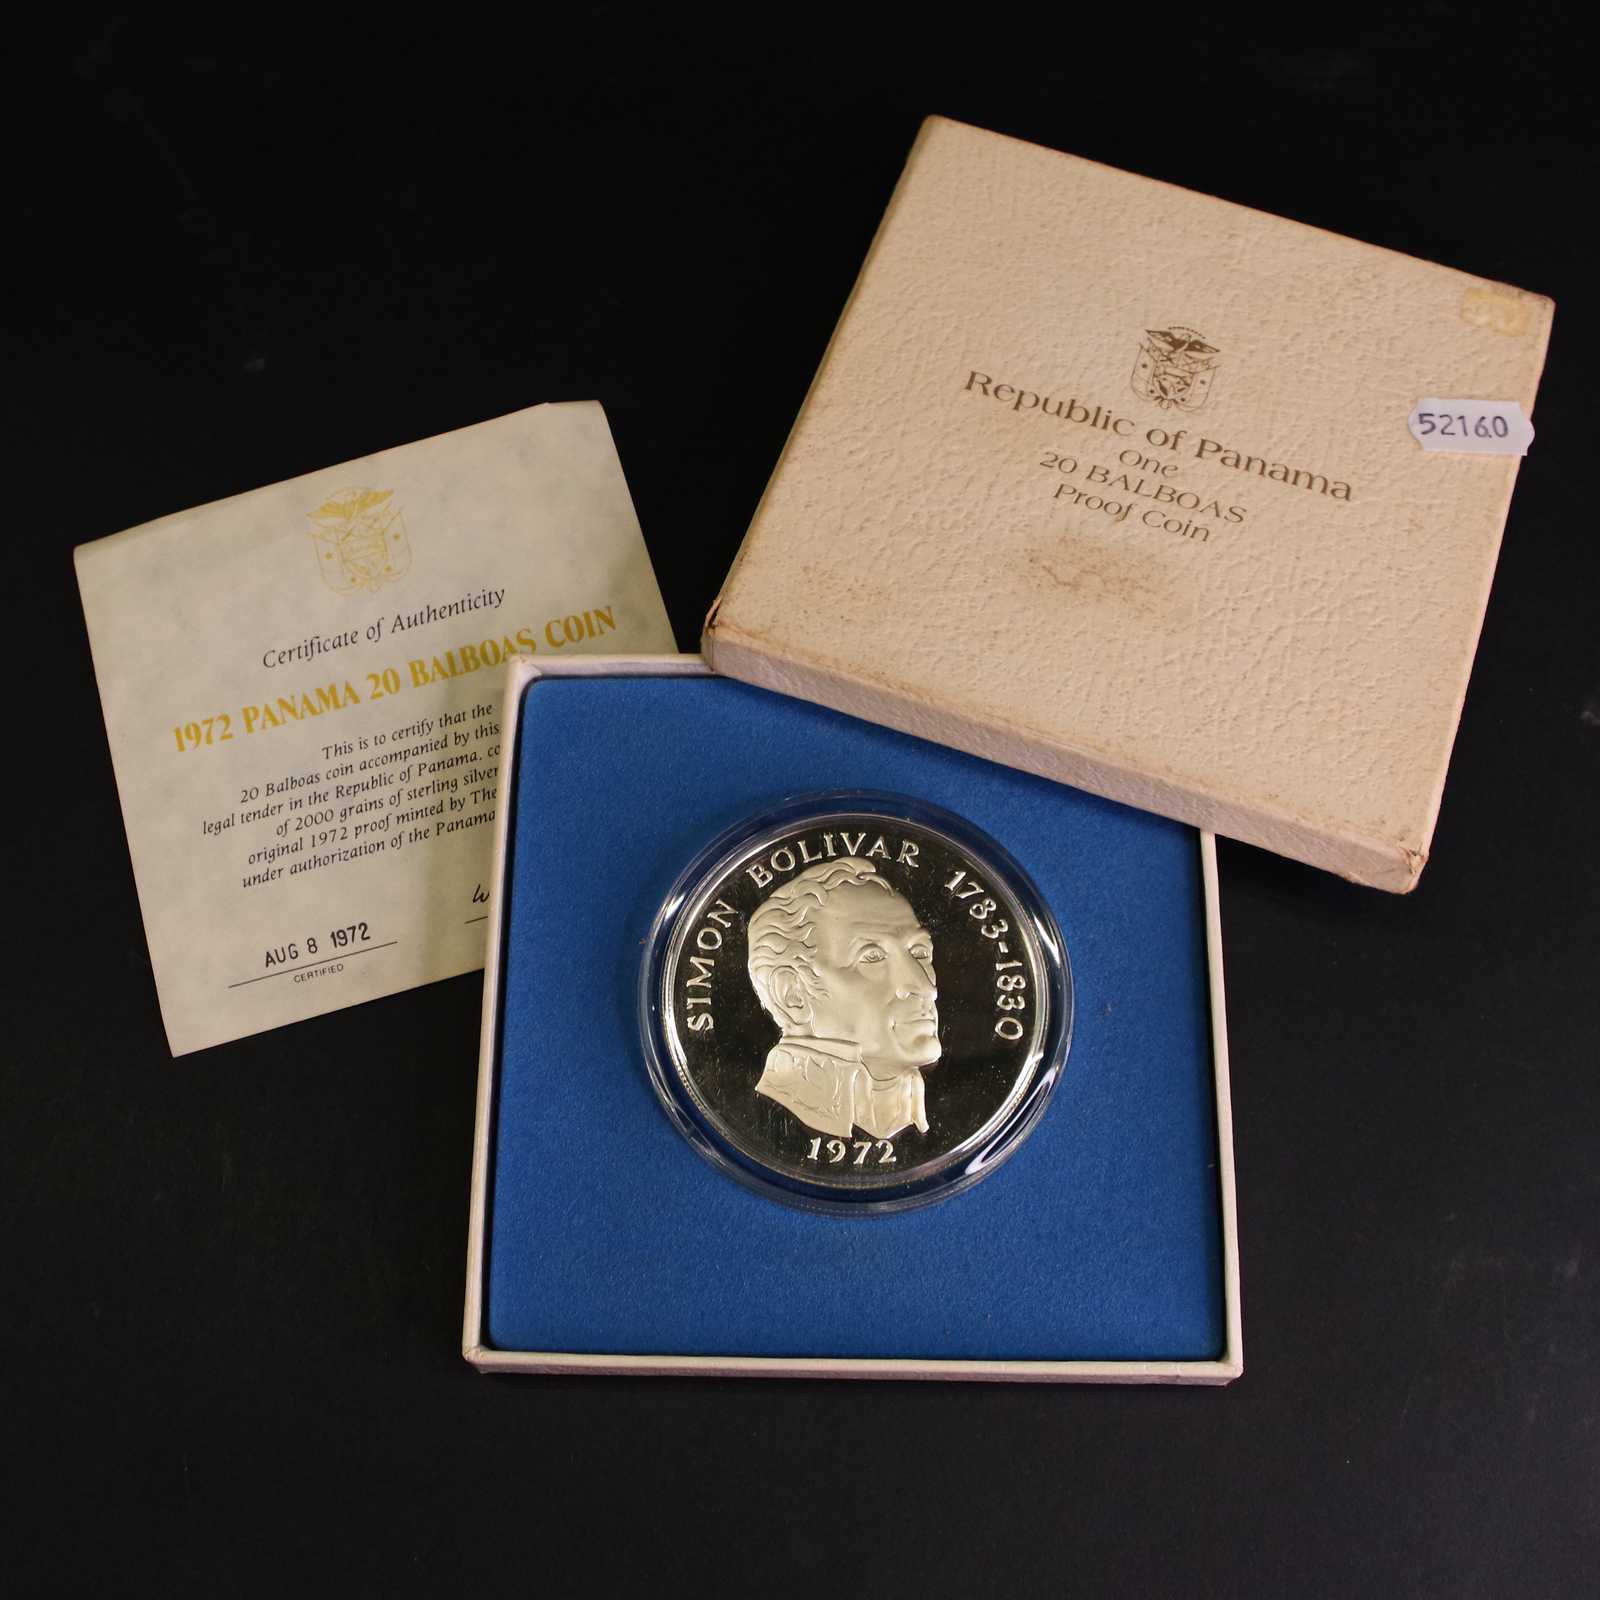 Republic of Panama
One
20 BALBOAS
Proof Coin
52160
Certificate of Authenticity
1972 PANAMA 20 BALBOAS COIN
This is to certify that the
20 Balboas coin accompanied by this
legal tender in the Republic of Panama, co
of 2000 grains of sterling silver
original 1972 proof minted by The
under authorization of the Panama
AUG 8 1972
CERTIFIED
SIMON BOLIVAR 1783-1830
1972